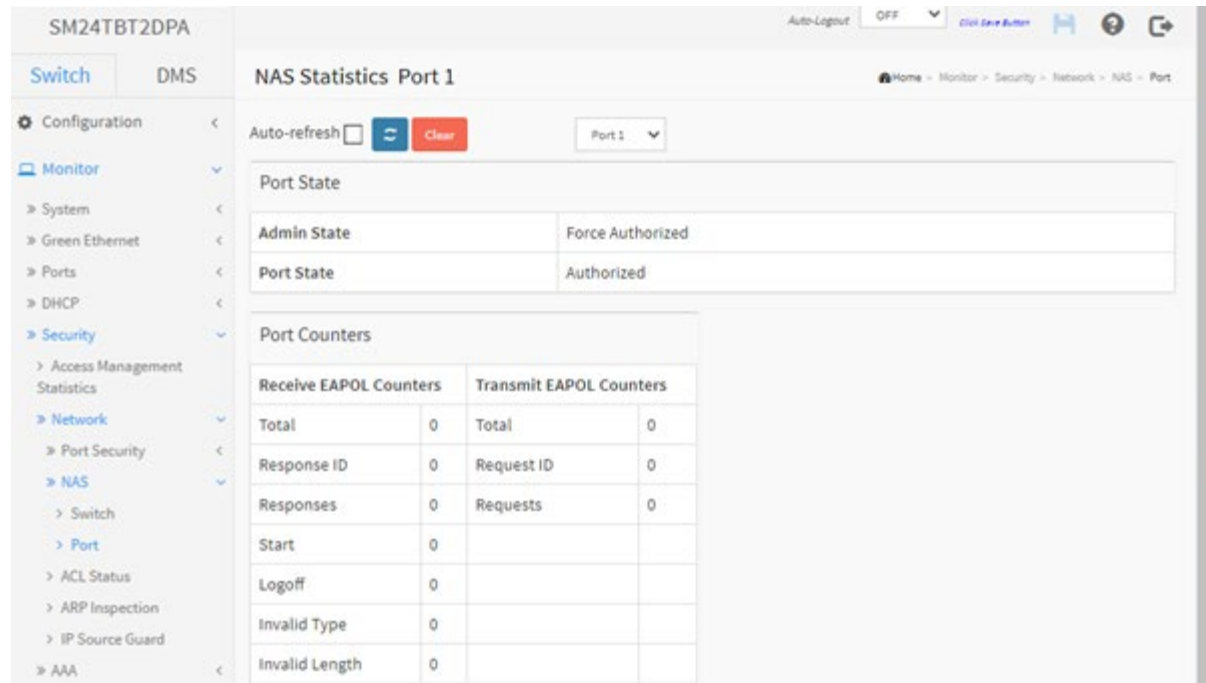 SM24TBT2DPA
Auto-Logout OFF Click Save Button
Switch DMS
NAS Statistics Port 1
Home > Monitor > Security > Network > NAS > Port
Configuration
Auto-refresh Clear Port 1
Monitor
Port State
System
Admin State Force Authorized
Green Ethernet
Ports
Port State Authorized
DHCP
Security
Port Counters
Access Management
Statistics
Receive EAPOL Counters Transmit EAPOL Counters
Network
Total 0 Total 0
Port Security
Response ID 0 Request ID 0
NAS
Switch
Responses 0 Requests 0
Port
Start 0
ACL Status
Logoff 0
ARP Inspection
Invalid Type 0
IP Source Guard
AAA
Invalid Length 0